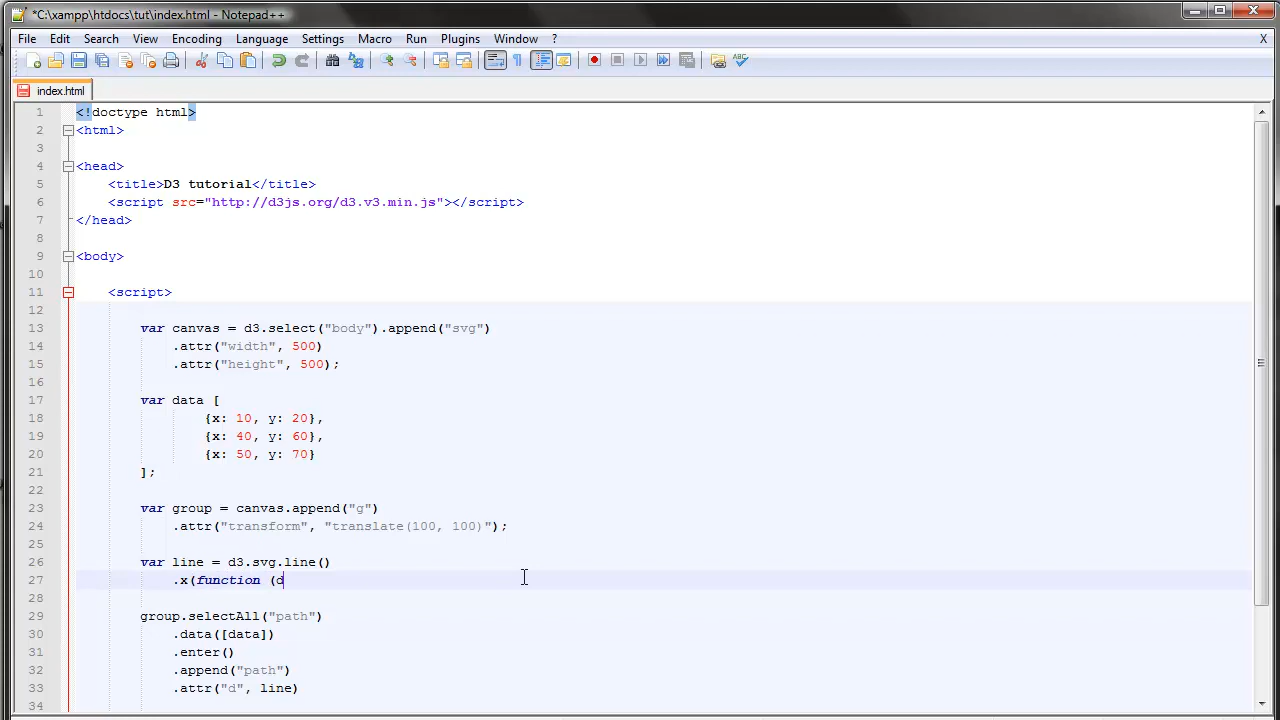 *C:\xampp\htdocs\tut\index.html - Notepad++
File Edit Search View Encoding Language Settings Macro Run Plugins Window ? X
index.html
1 <!doctype html>
2 <html>
3
4 <head>
5 <title>D3 tutorial</title>
6 <script src="http://d3js.org/d3.v3.min.js"></script>
7 </head>
8
9 <body>
10
11 <script>
12
13 var canvas = d3.select("body").append("svg")
14 .attr("width", 500)
15 .attr("height", 500);
16
17 var data [
18 {x: 10, y: 20},
19 {x: 40, y: 60},
20 {x: 50, y: 70}
21 ];
22
23 var group = canvas.append("g")
24 .attr("transform", "translate(100, 100)");
25
26 var line = d3.svg.line()
27 .x(function (d
28
29 group.selectAll("path")
30 .data([data])
31 .enter()
32 .append("path")
33 .attr("d", line)
34